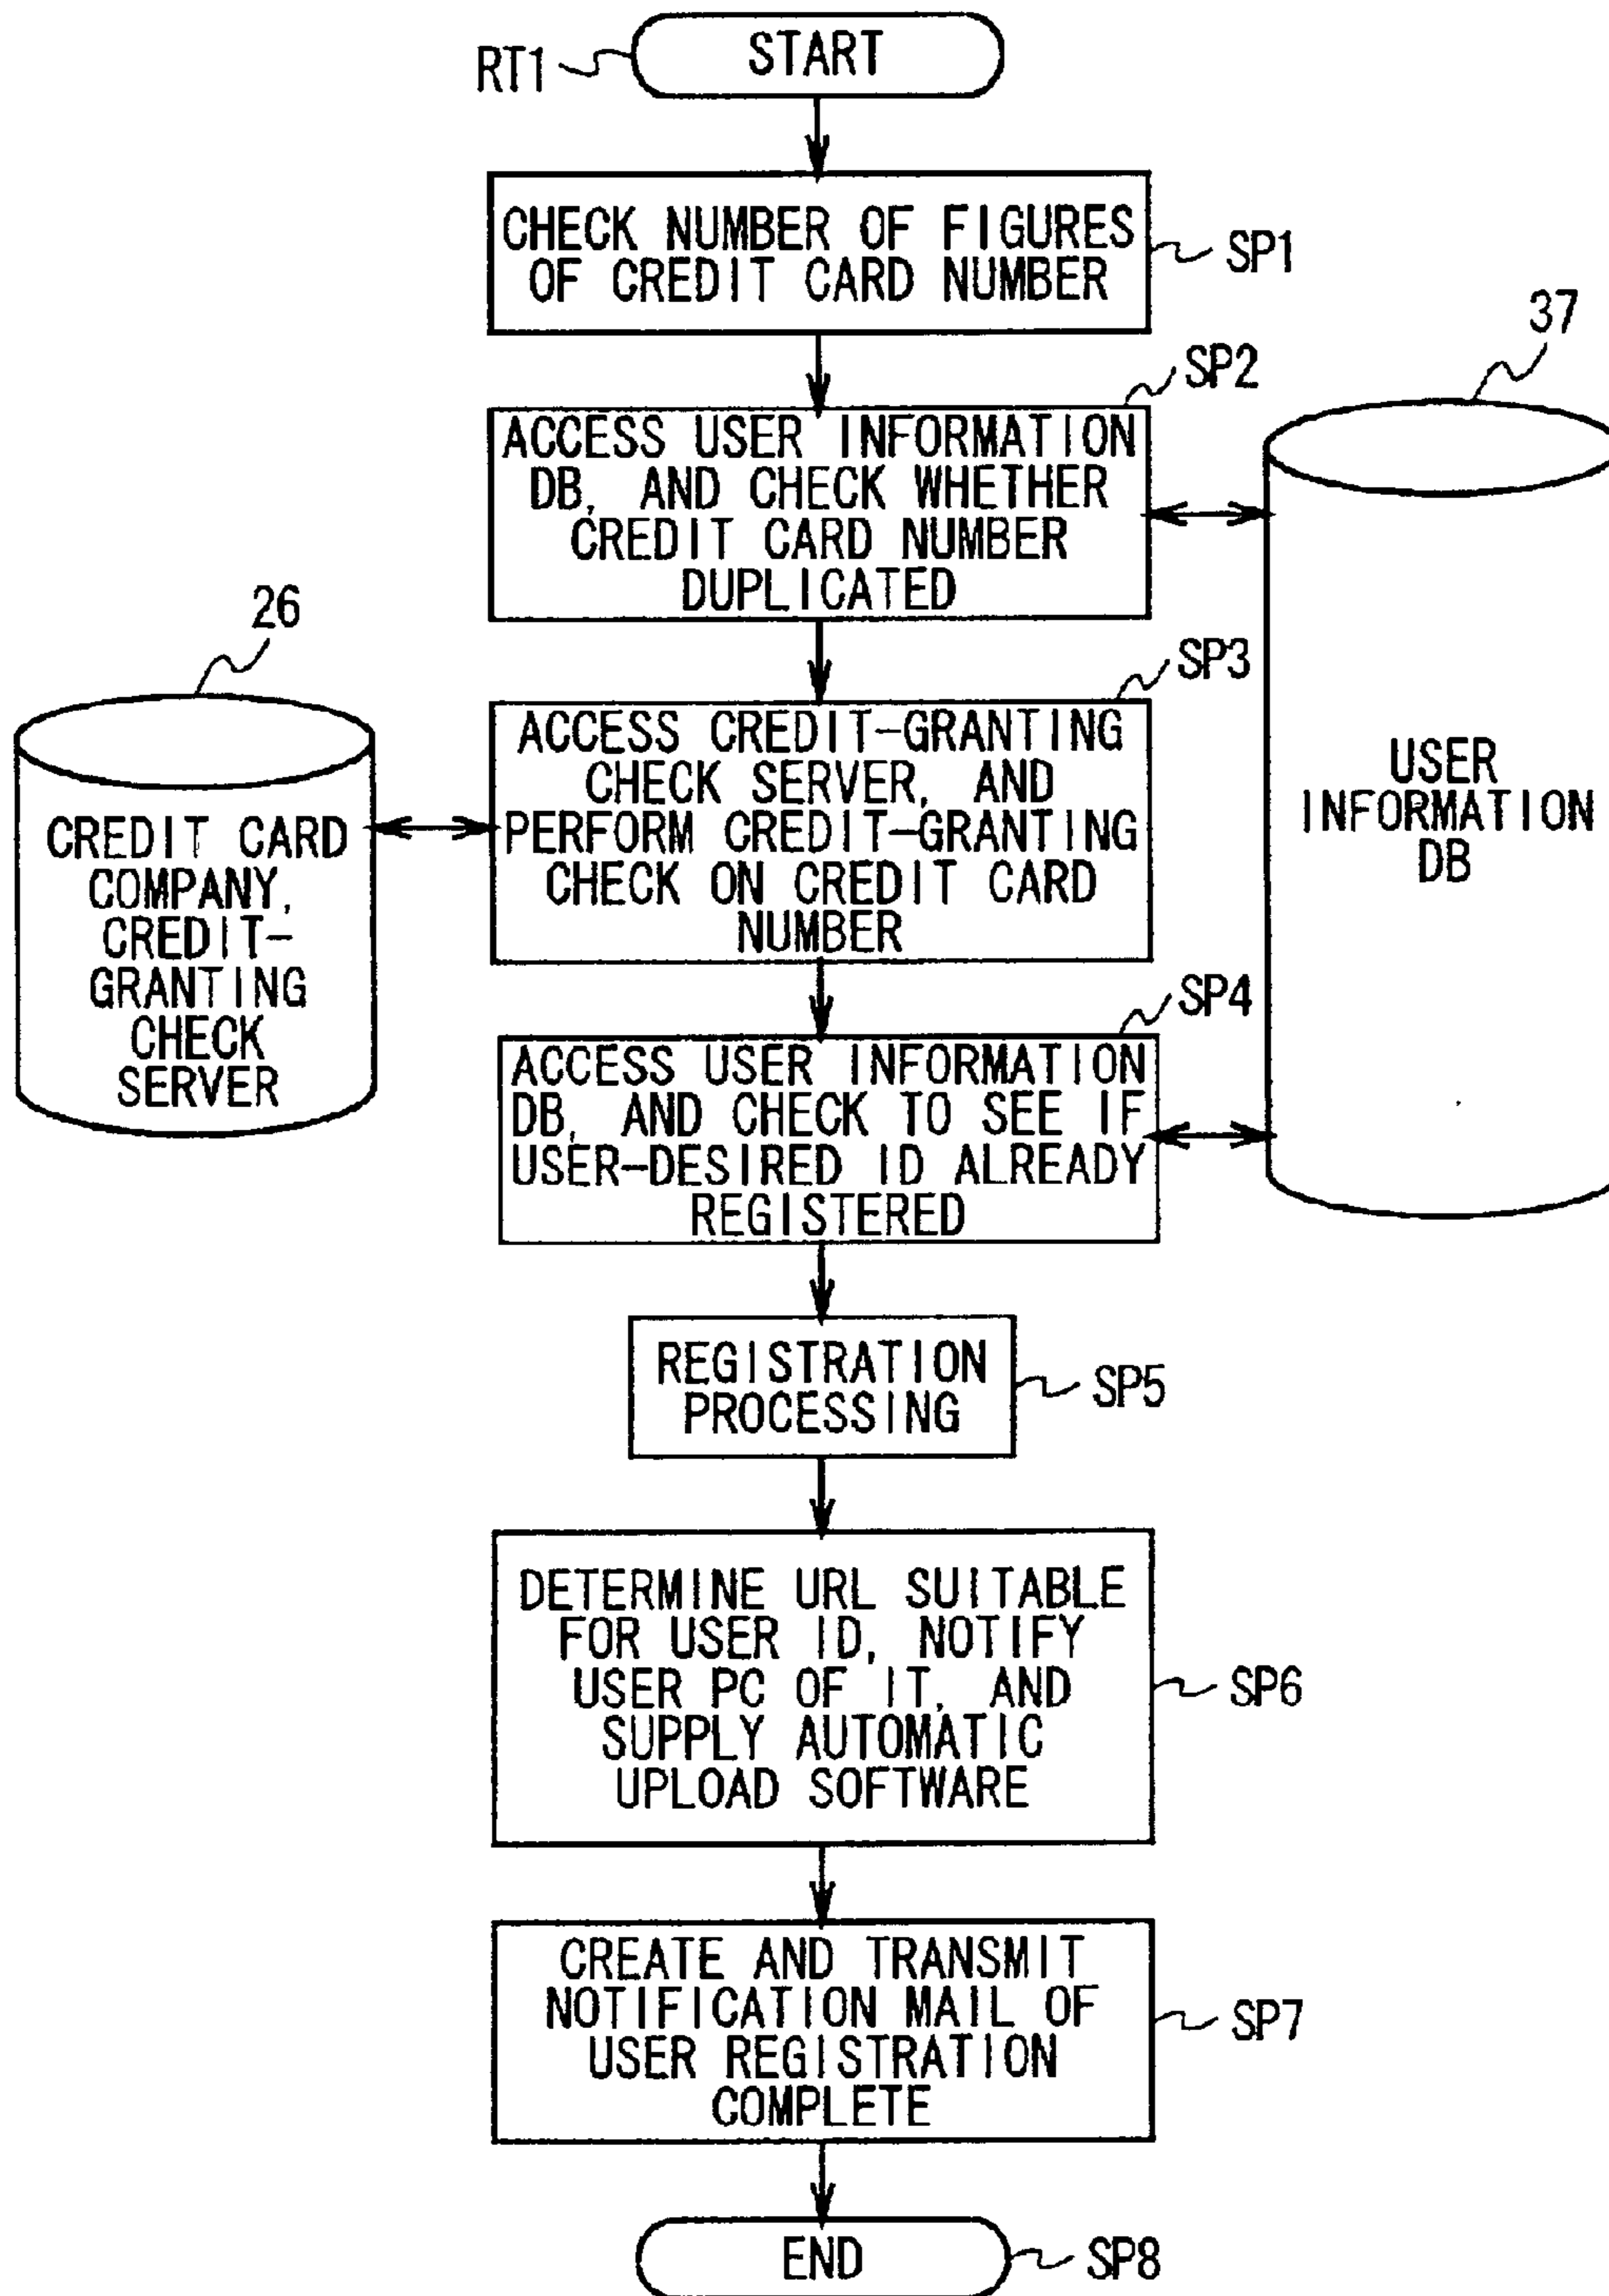 START
RT1
CHECK NUMBER OF FIGURES
OF CREDIT CARD NUMBER
SP1
37
SP2
ACCESS USER INFORMATION
DB, AND CHECK WHETHER
CREDIT CARD NUMBER
DUPLICATED
26
SP3
ACCESS CREDIT-GRANTING
CHECK SERVER, AND
PERFORM CREDIT-GRANTING
CHECK ON CREDIT CARD
NUMBER
USER
INFORMATION
DB
CREDIT CARD
COMPANY,
CREDIT-
GRANTING
CHECK
SERVER
SP4
ACCESS USER INFORMATION
DB, AND CHECK TO SEE IF
USER-DESIRED ID ALREADY
REGISTERED
REGISTRATION
PROCESSING
SP5
DETERMINE URL SUITABLE
FOR USER ID, NOTIFY
USER PC OF IT, AND
SUPPLY AUTOMATIC
UPLOAD SOFTWARE
SP6
CREATE AND TRANSMIT
NOTIFICATION MAIL OF
USER REGISTRATION
COMPLETE
SP7
END
SP8